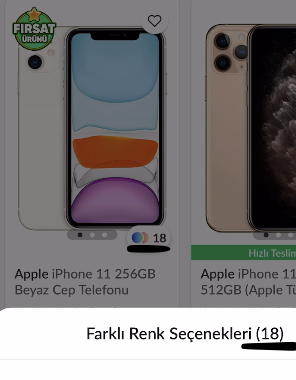 FIRSAT
ÜRÜNÜ
18
Hızlı Teslim
Apple iPhone 11 256GB
Beyaz Cep Telefonu
Apple iPhone 11
512GB (Apple Tü
Farklı Renk Seçenekleri (18)